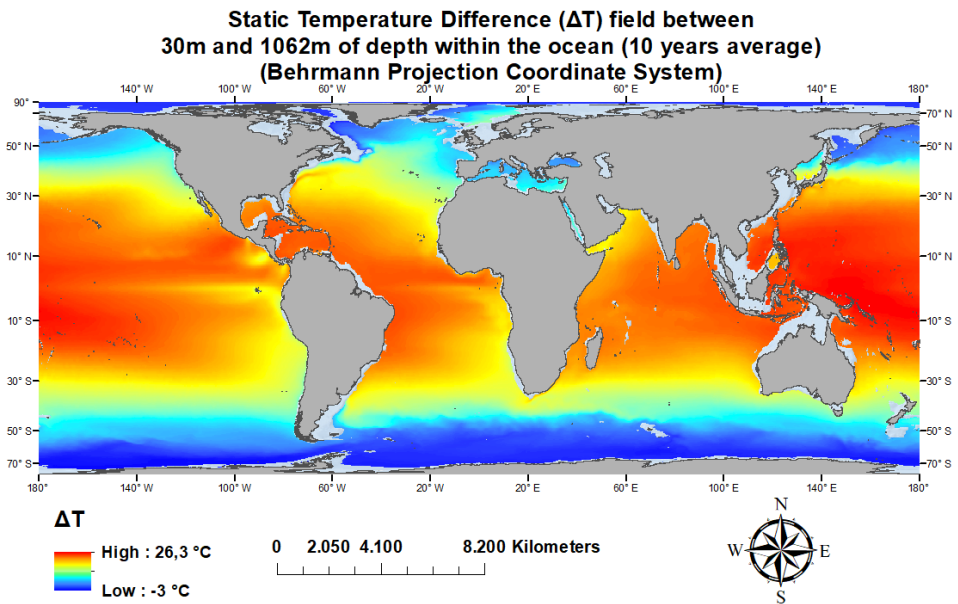 Static Temperature Difference (ΔT) field between
30m and 1062m of depth within the ocean (10 years average)
(Behrmann Projection Coordinate System)
180° 140° W 100° W 60° W 20° W 20° E 60° E 100° E 140° E 180°
90° 70° N
50° N 50° N
30° N 30° N
10° N 10° N
10° S 10° S
30° S 30° S
50° S 50° S
70° S 70° S
180° 140° W 100° W 60° W 20° W 20° E 60° E 100° E 140° E 180°
ΔT
High : 26,3 °C
Low : -3 °C
0 2.050 4.100 8.200 Kilometers
N
W E
S